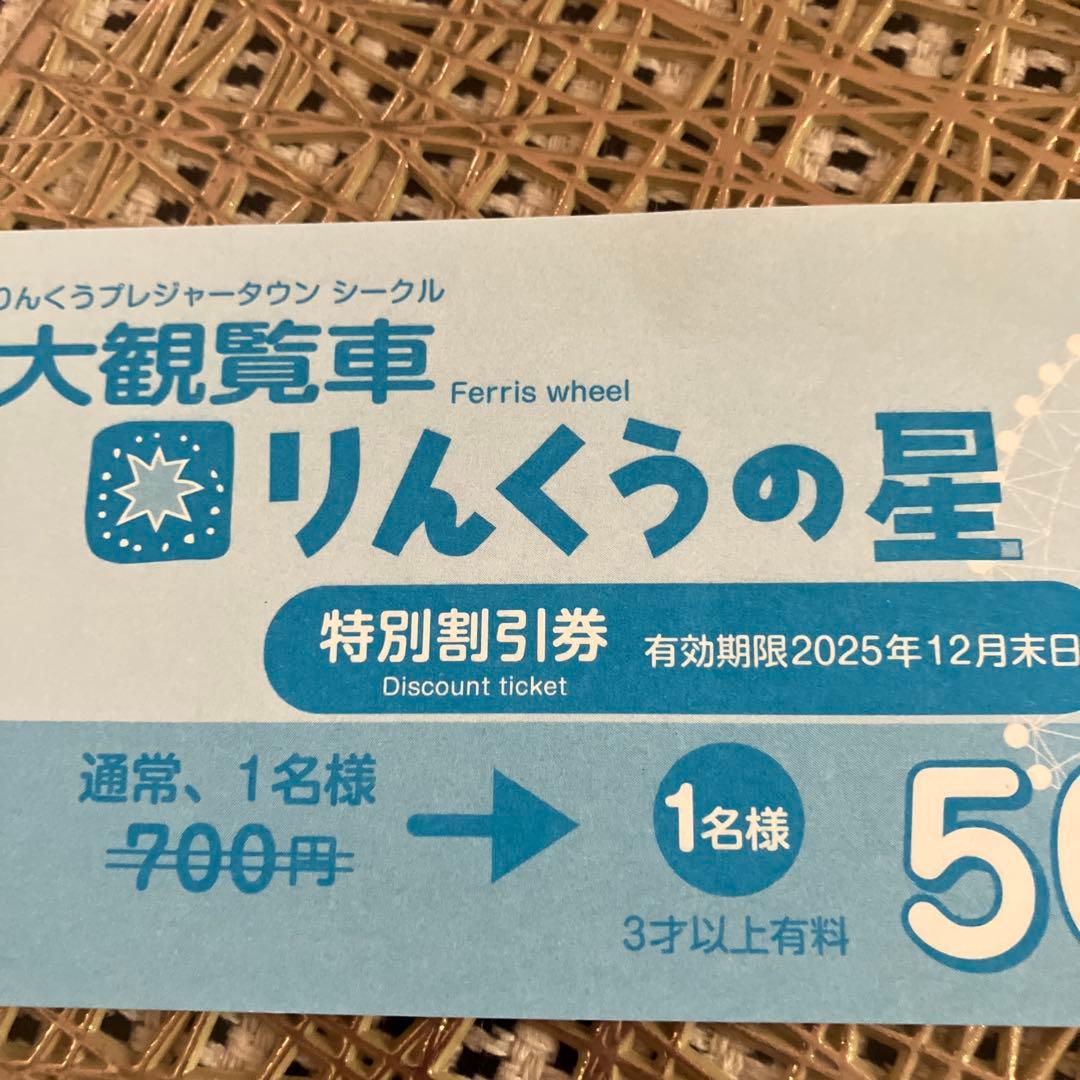 りんくうプレジャータウン シークル
大観覧車 Ferris wheel
りんくうの星
特別割引券 有効期限2025年12月末日
Discount ticket
通常、1名様
700円
1名様
3才以上有料
5